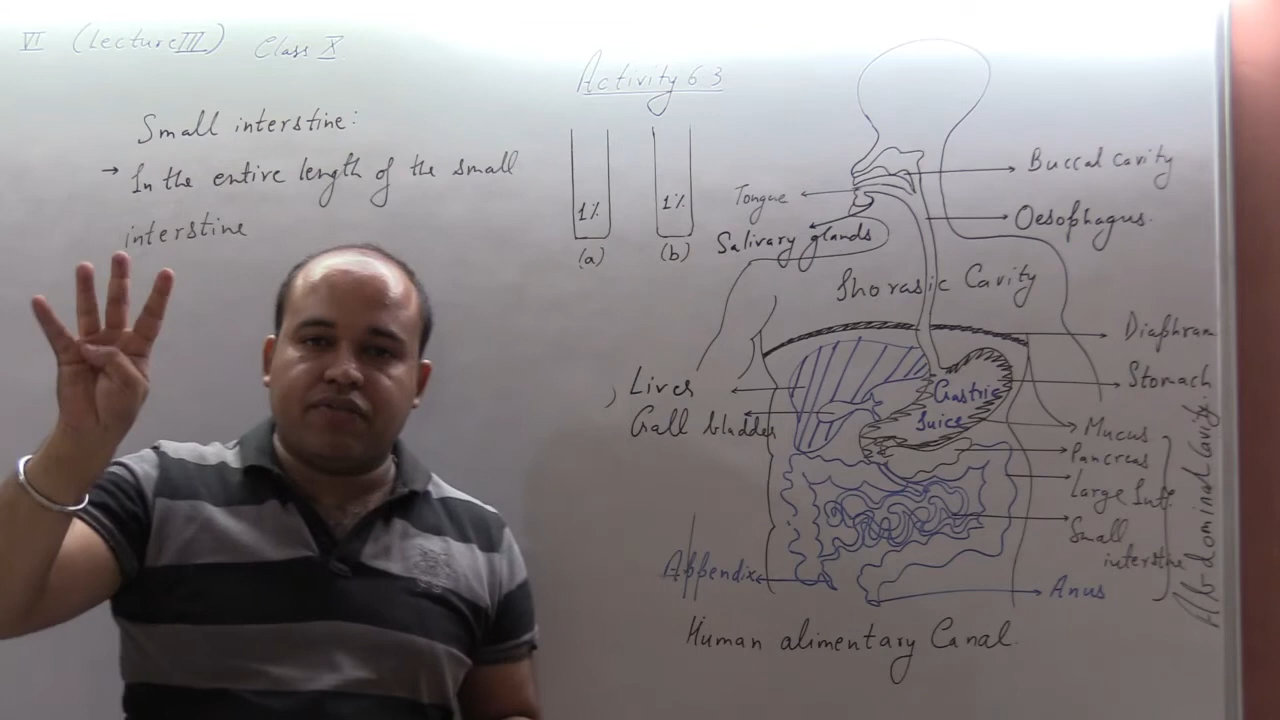 VI (Lecture III) Class X
Small interstine:
→ In the entire length of the small
interstine
Activity 6 3
1%
1%
(a)
(b)
Tongue
Salivary glands
Buccal cavity
Oesophagus.
Thorasic Cavity
Diaphram
Liver
Gall bladder
Gastric
Juice
Stomach
Mucus
Pancreas
Large Int.
Small
interstine
Abdominal Cavity.
Appendix
Anus
Human alimentary Canal.